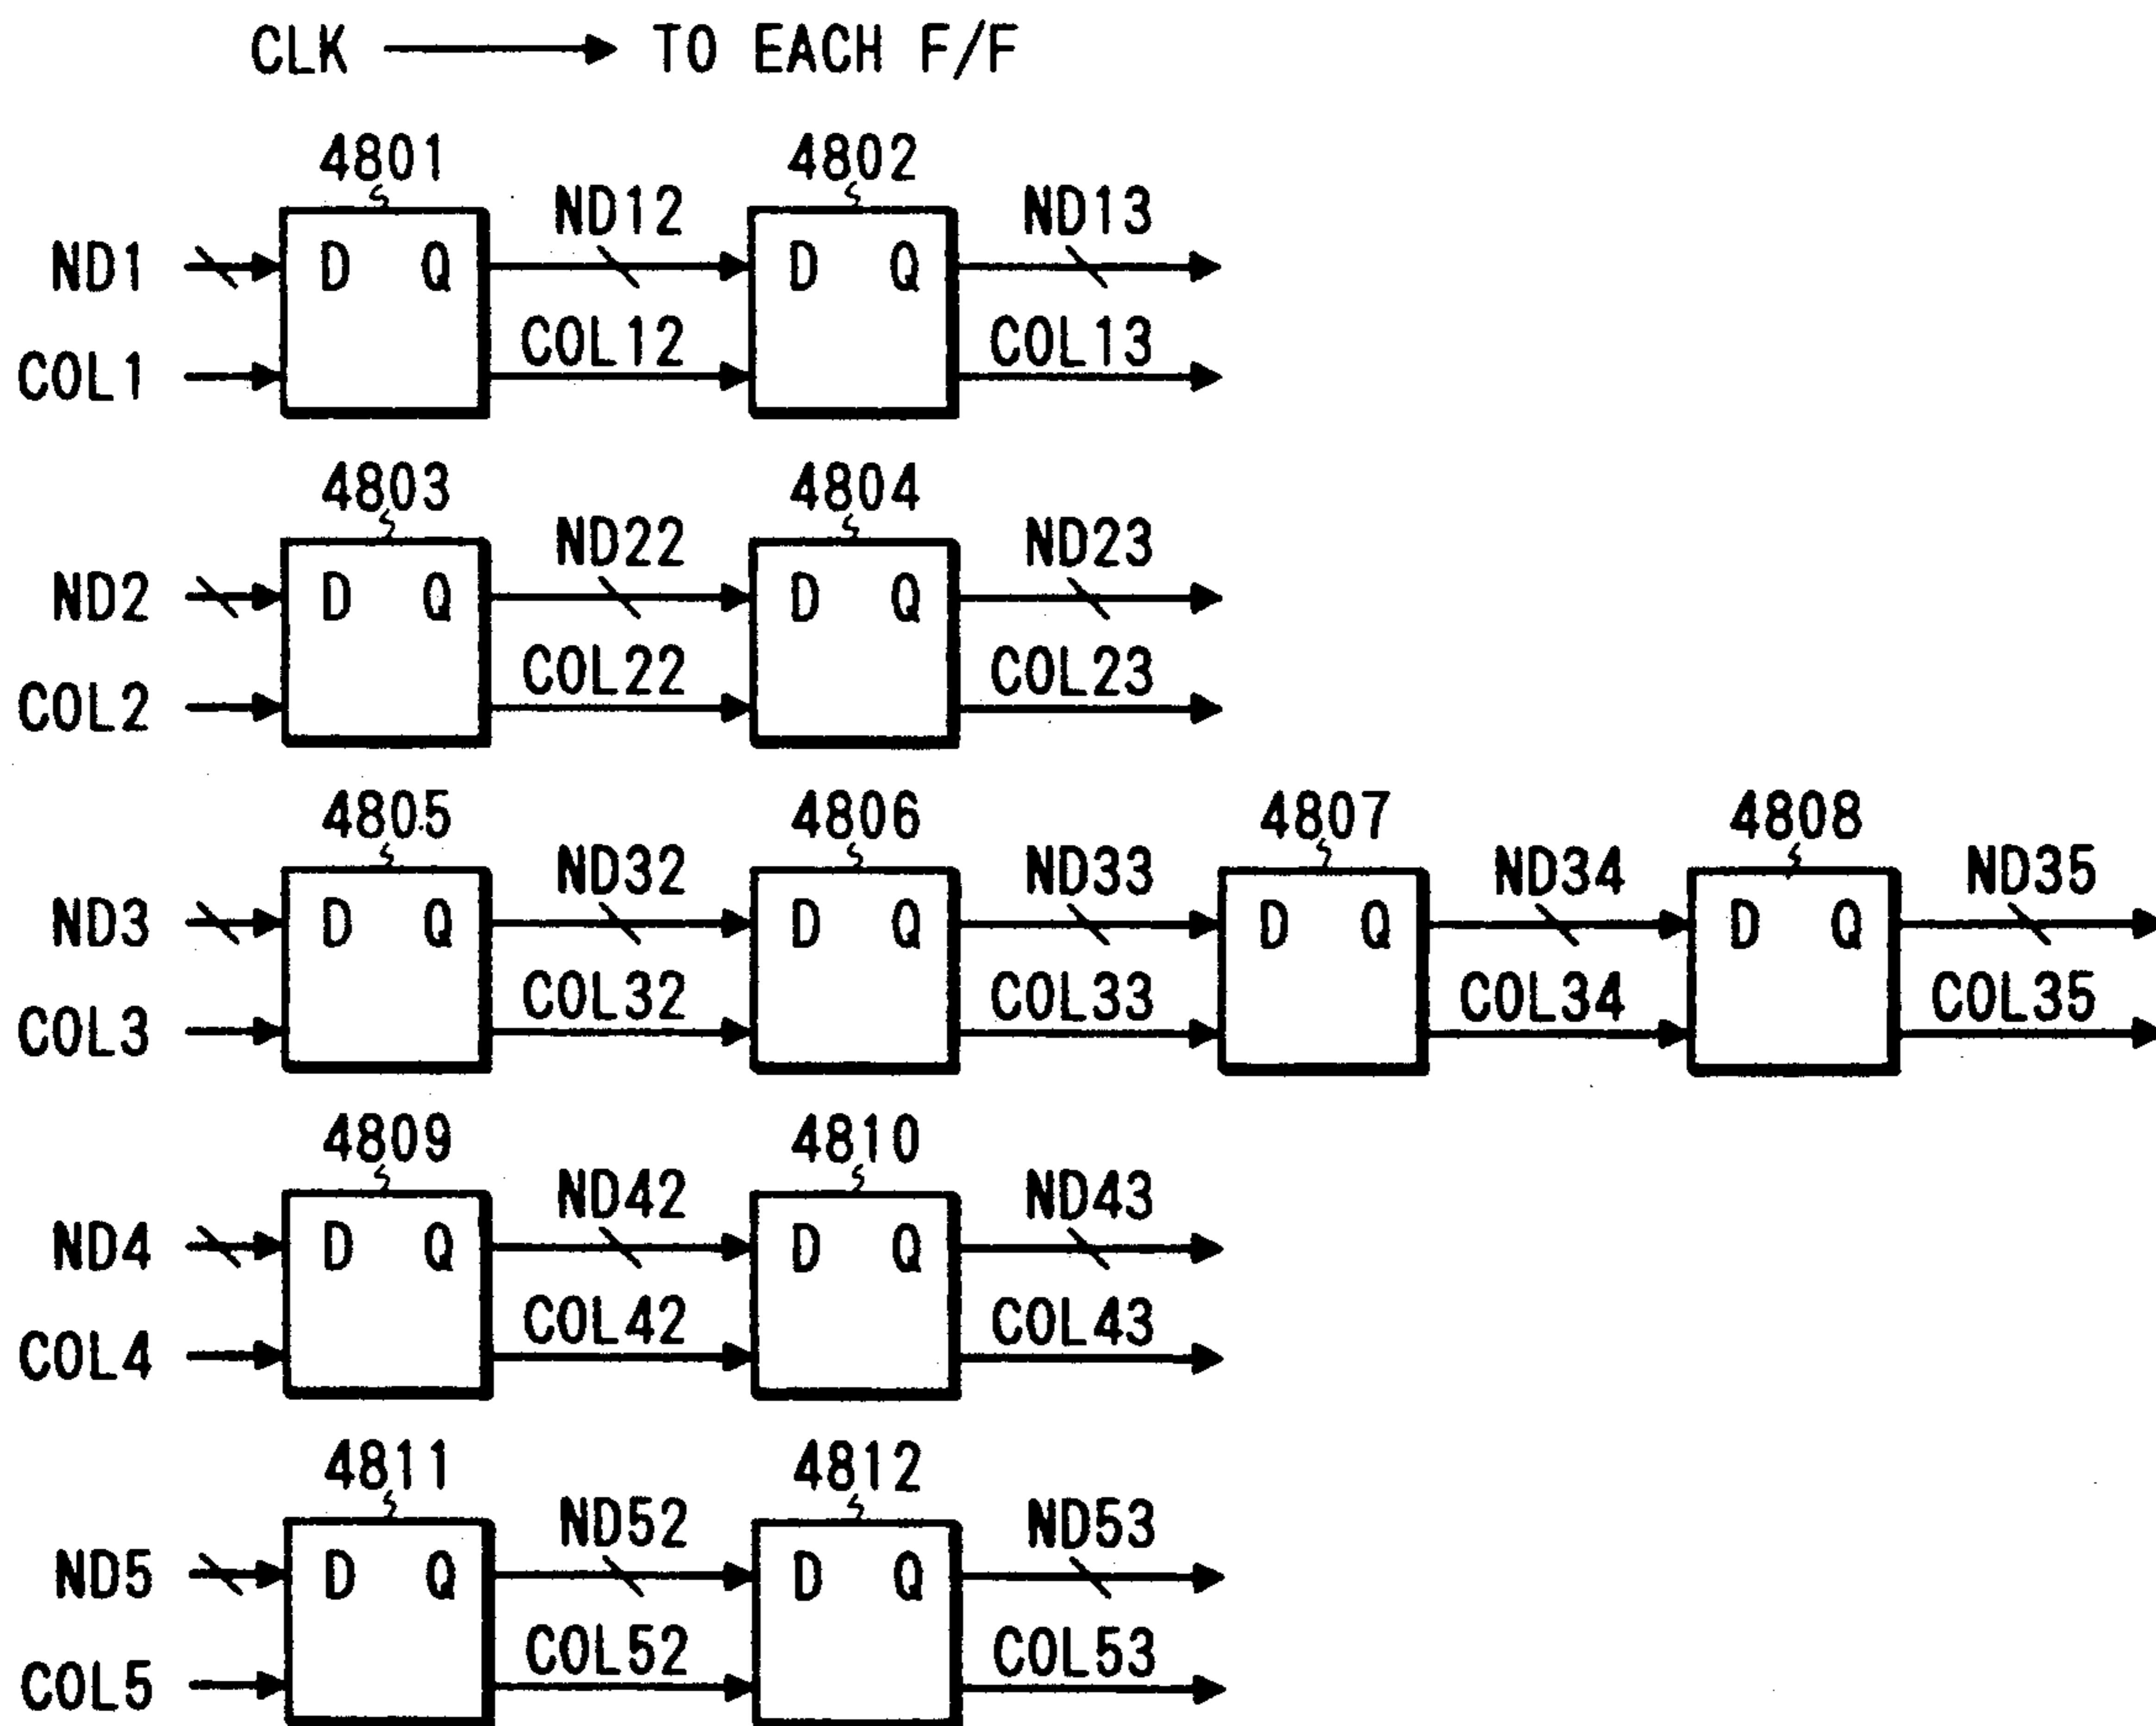 CLK TO EACH F/F
4801 4802
ND12 ND13
ND1 D Q D Q
COL12 COL13
COL1
4803 4804
ND22 ND23
ND2 D Q D Q
COL22 COL23
COL2
4805 4806 4807 4808
ND32 ND33 ND34 ND35
ND3 D Q D Q D Q D Q
COL32 COL33 COL34 COL35
COL3
4809 4810
ND42 ND43
ND4 D Q D Q
COL42 COL43
COL4
4811 4812
ND52 ND53
ND5 D Q D Q
COL52 COL53
COL5